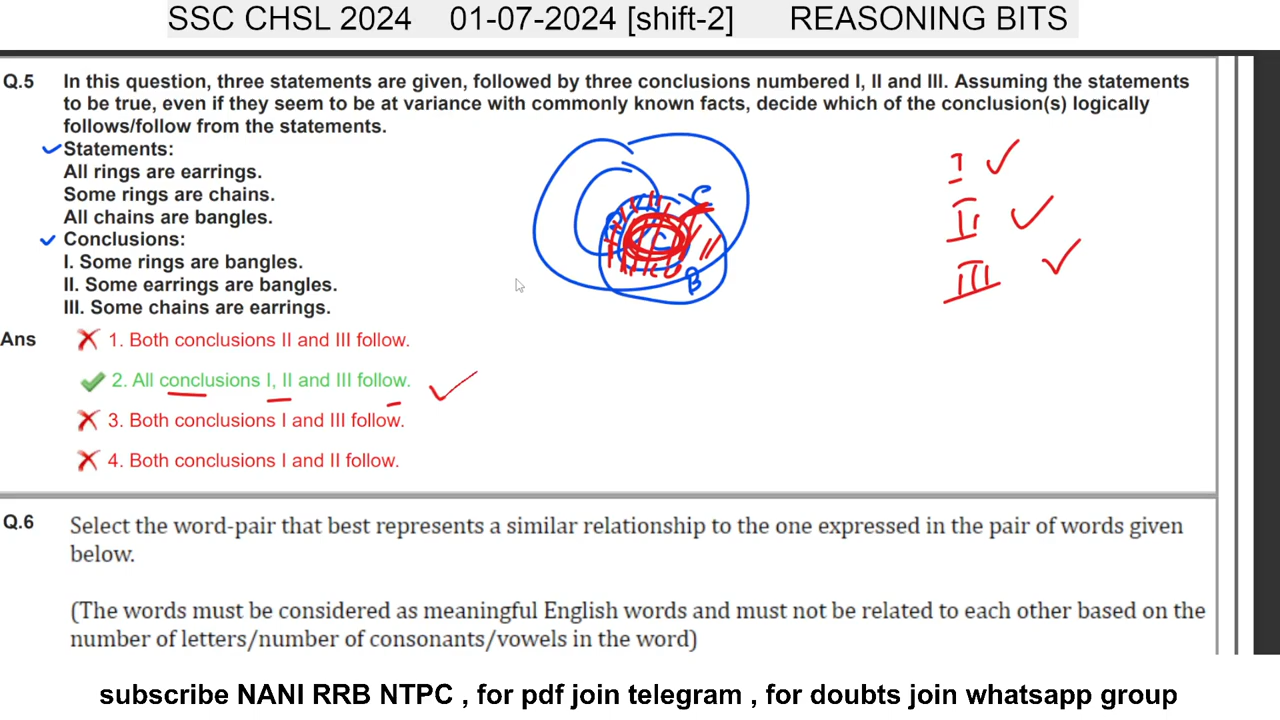 SSC CHSL 2024 01-07-2024 [shift-2] REASONING BITS
Q.5 In this question, three statements are given, followed by three conclusions numbered I, II and III. Assuming the statements
to be true, even if they seem to be at variance with commonly known facts, decide which of the conclusion(s) logically
follows/follow from the statements.
Statements:
All rings are earrings.
Some rings are chains.
All chains are bangles.
Conclusions:
I. Some rings are bangles.
II. Some earrings are bangles.
III. Some chains are earrings.
C
B
I
II
III
Ans 1. Both conclusions II and III follow.
2. All conclusions I, II and III follow.
3. Both conclusions I and III follow.
4. Both conclusions I and II follow.
Q.6 Select the word-pair that best represents a similar relationship to the one expressed in the pair of words given
below.
(The words must be considered as meaningful English words and must not be related to each other based on the
number of letters/number of consonants/vowels in the word)
subscribe NANI RRB NTPC , for pdf join telegram , for doubts join whatsapp group